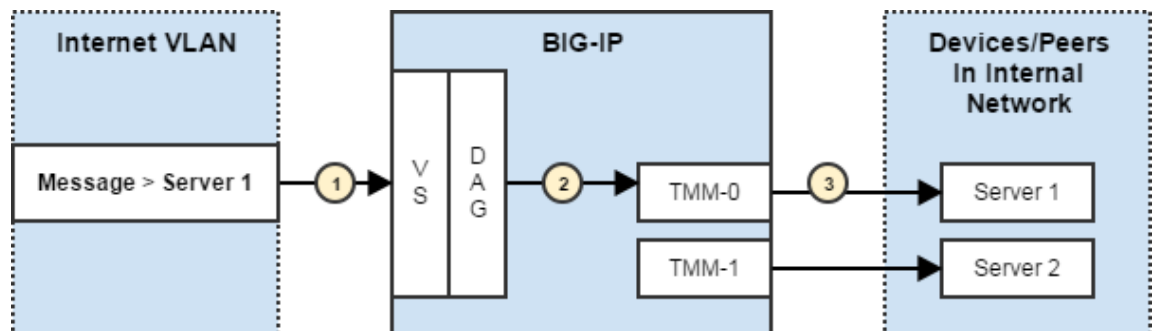 Internet VLAN
BIG-IP
Devices/Peers
In Internal
Network
Message > Server 1
1
V
S
D
A
G
2
TMM-0
3
Server 1
TMM-1
Server 2